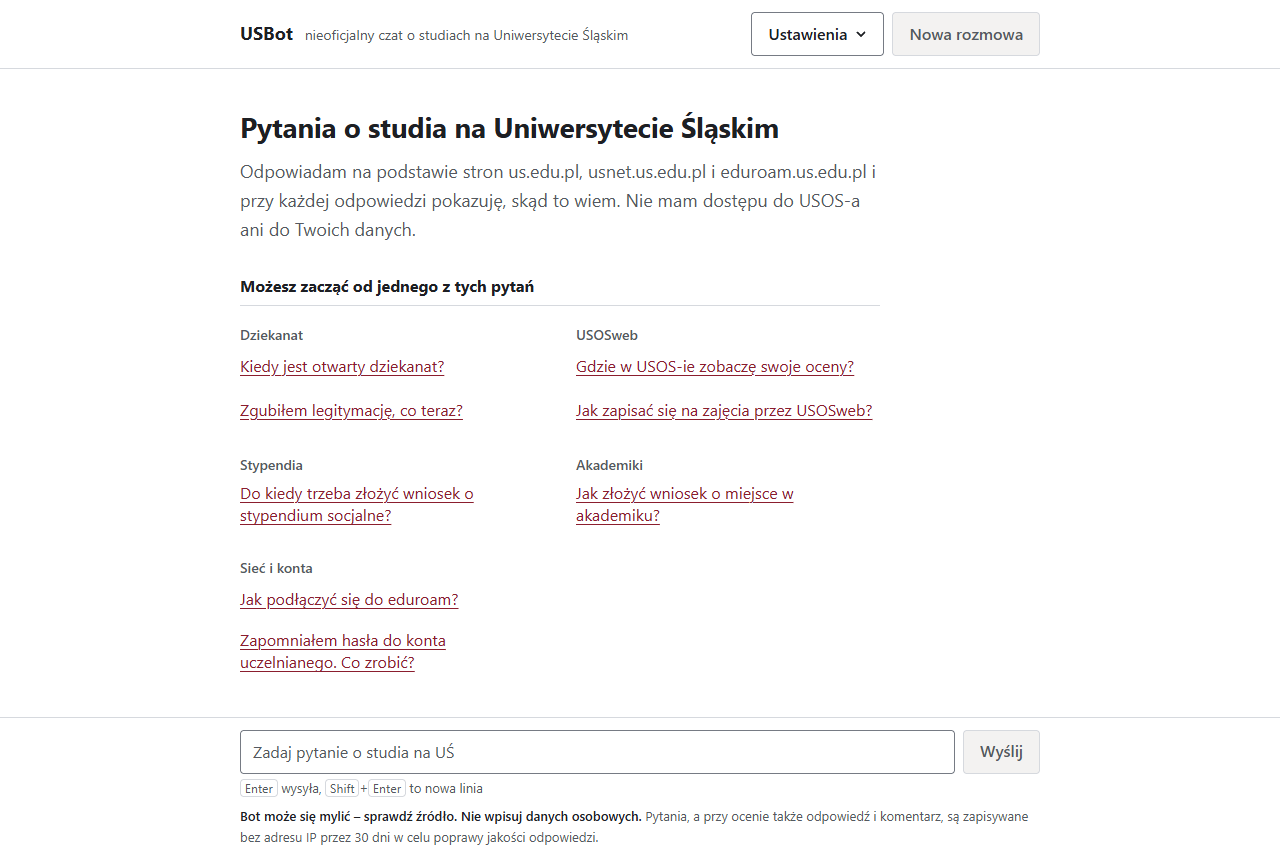 USBot nieoficjalny czat o studiach na Uniwersytecie Śląskim
Ustawienia
Nowa rozmowa
Pytania o studia na Uniwersytecie Śląskim
Odpowiadam na podstawie stron us.edu.pl, usnet.us.edu.pl i eduroam.us.edu.pl i
przy każdej odpowiedzi pokazuję, skąd to wiem. Nie mam dostępu do USOS-a
ani do Twoich danych.
Możesz zacząć od jednego z tych pytań
Dziekanat
Kiedy jest otwarty dziekanat?
Zgubiłem legitymację, co teraz?
USOSweb
Gdzie w USOS-ie zobaczę swoje oceny?
Jak zapisać się na zajęcia przez USOSweb?
Stypendia
Do kiedy trzeba złożyć wniosek o
stypendium socjalne?
Akademiki
Jak złożyć wniosek o miejsce w
akademiku?
Sieć i konta
Jak podłączyć się do eduroam?
Zapomniałem hasła do konta
uczelnianego. Co zrobić?
Zadaj pytanie o studia na UŚ
Wyślij
Enter wysyła, Shift + Enter to nowa linia
Bot może się mylić – sprawdź źródło. Nie wpisuj danych osobowych. Pytania, a przy ocenie także odpowiedź i komentarz, są zapisywane
bez adresu IP przez 30 dni w celu poprawy jakości odpowiedzi.